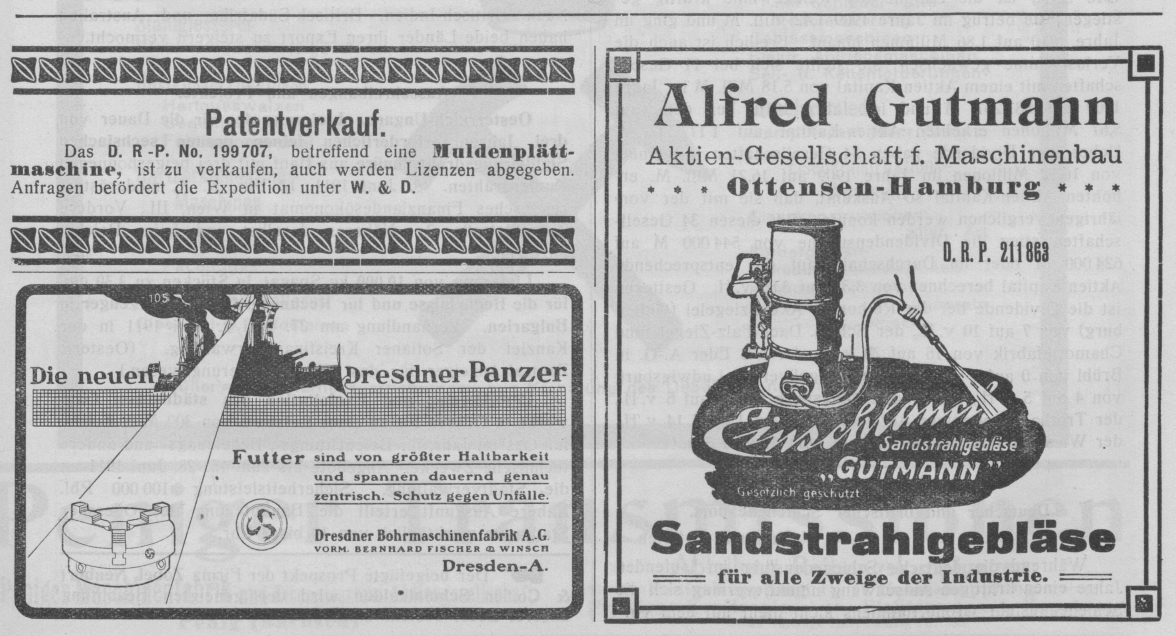 Patentverkauf.
Das D. R.-P. No. 199707, betreffend eine Muldenplätt-
maschine, ist zu verkaufen, auch werden Lizenzen abgegeben.
Anfragen befördert die Expedition unter W. & D.
105
Die neuen Dresdner Panzer
Futter sind von größter Haltbarkeit
und spannen dauernd genau
zentrisch. Schutz gegen Unfälle.
Dresdner Bohrmaschinenfabrik A.G.
VORM. BERNHARD FISCHER & WINSCH
Dresden-A.
Alfred Gutmann
Aktien-Gesellschaft f. Maschinenbau
Ottensen-Hamburg
D. R. P. 211863
Einschlauch
Sandstrahlgebläse
„GUTMANN”
Gesetzlich geschützt
Sandstrahlgebläse
für alle Zweige der Industrie.